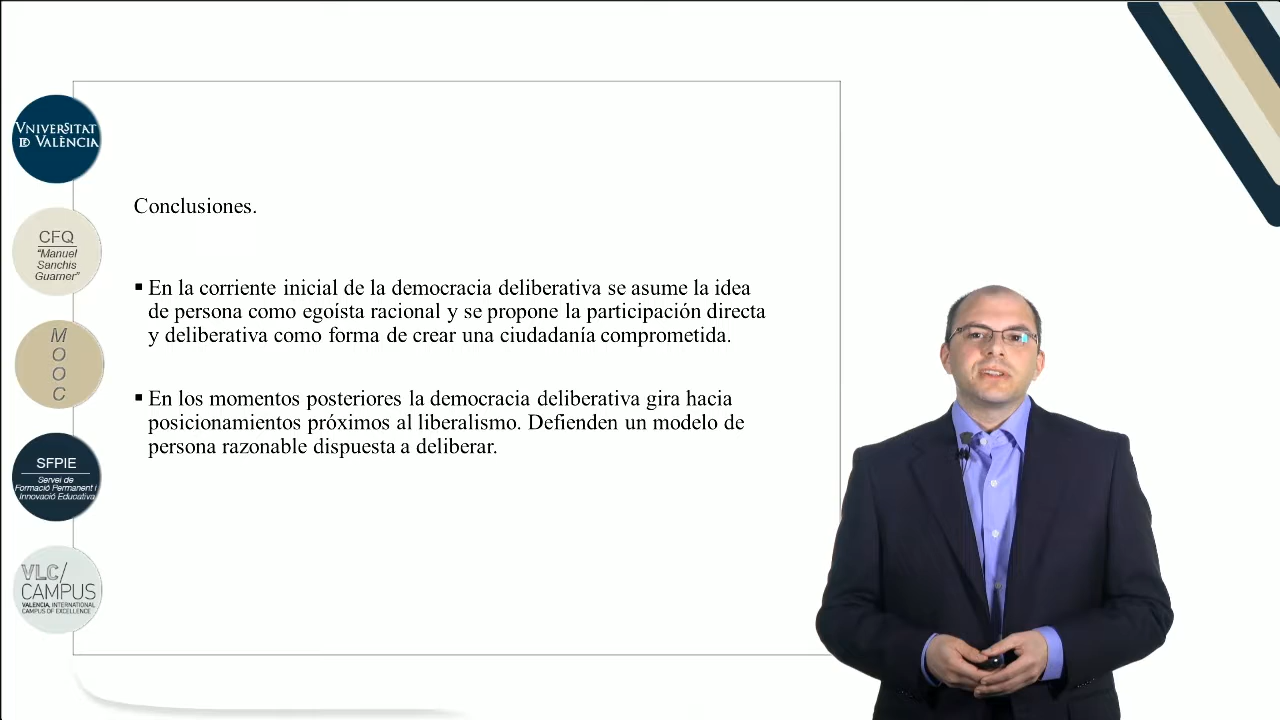 VNIVERSITAT
DE VALÈNCIA
CFQ
"Manuel
Sanchis
Guarner"
M
O
O
C
SFPIE
Servei de
Formació Permanent i
Innovació Educativa
VLC/
CAMPUS
VALENCIA, INTERNATIONAL
CAMPUS OF EXCELLENCE
Conclusiones.
▪ En la corriente inicial de la democracia deliberativa se asume la idea
de persona como egoísta racional y se propone la participación directa
y deliberativa como forma de crear una ciudadanía comprometida.
▪ En los momentos posteriores la democracia deliberativa gira hacia
posicionamientos próximos al liberalismo. Defienden un modelo de
persona razonable dispuesta a deliberar.